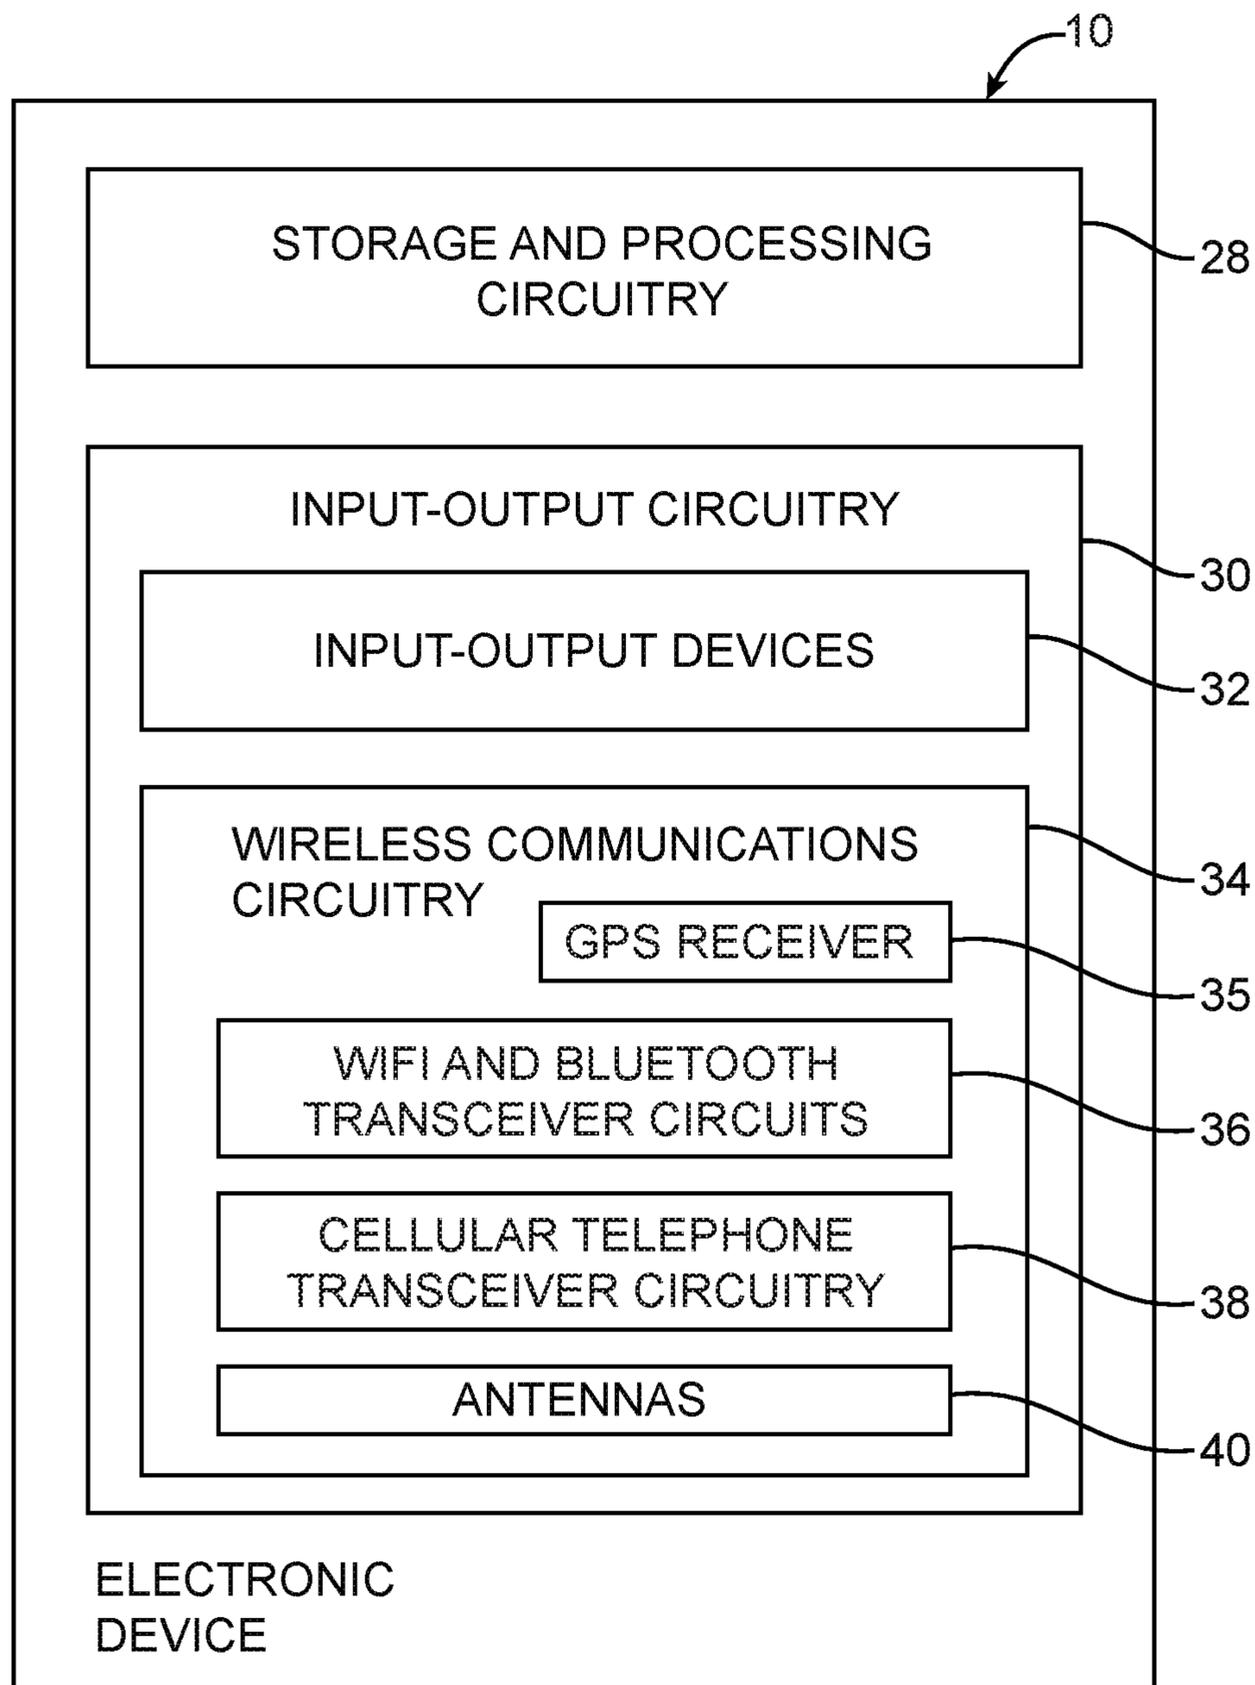 10
STORAGE AND PROCESSING
CIRCUITRY
28
INPUT-OUTPUT CIRCUITRY
30
INPUT-OUTPUT DEVICES
32
WIRELESS COMMUNICATIONS
CIRCUITRY
34
GPS RECEIVER
35
WIFI AND BLUETOOTH
TRANSCEIVER CIRCUITS
36
CELLULAR TELEPHONE
TRANSCEIVER CIRCUITRY
38
ANTENNAS
40
ELECTRONIC
DEVICE